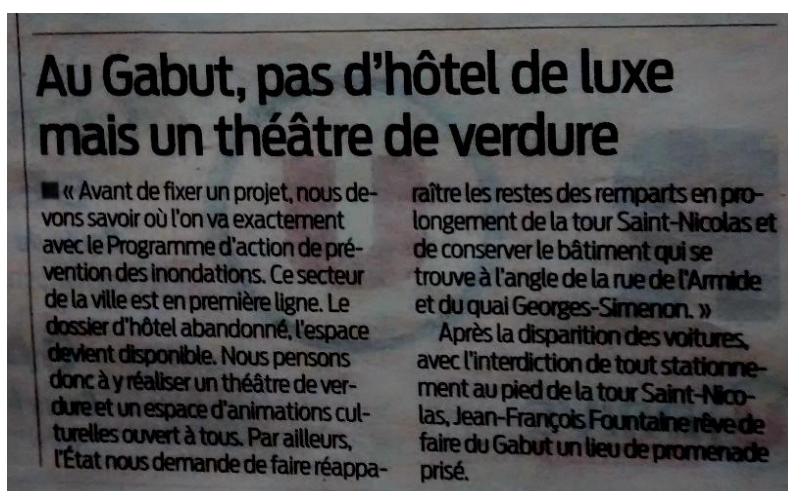 Au Gabut, pas d'hôtel de luxe
mais un théâtre de verdure
■ « Avant de fixer un projet, nous de-
vons savoir où l'on va exactement
avec le Programme d'action de pré-
vention des inondations. Ce secteur
de la ville est en première ligne. Le
dossier d'hôtel abandonné, l'espace
devient disponible. Nous pensons
donc à y réaliser un théâtre de ver-
dure et un espace d'animations cul-
turelles ouvert à tous. Par ailleurs,
l'État nous demande de faire réappa-
raître les restes des remparts en pro-
longement de la tour Saint-Nicolas et
de conserver le bâtiment qui se
trouve à l'angle de la rue de l'Armide
et du quai Georges-Simenon. »
Après la disparition des voitures,
avec l'interdiction de tout stationne-
ment au pied de la tour Saint-Nico-
las, Jean-François Fountaine rêve de
faire du Gabut un lieu de promenade
prisé.